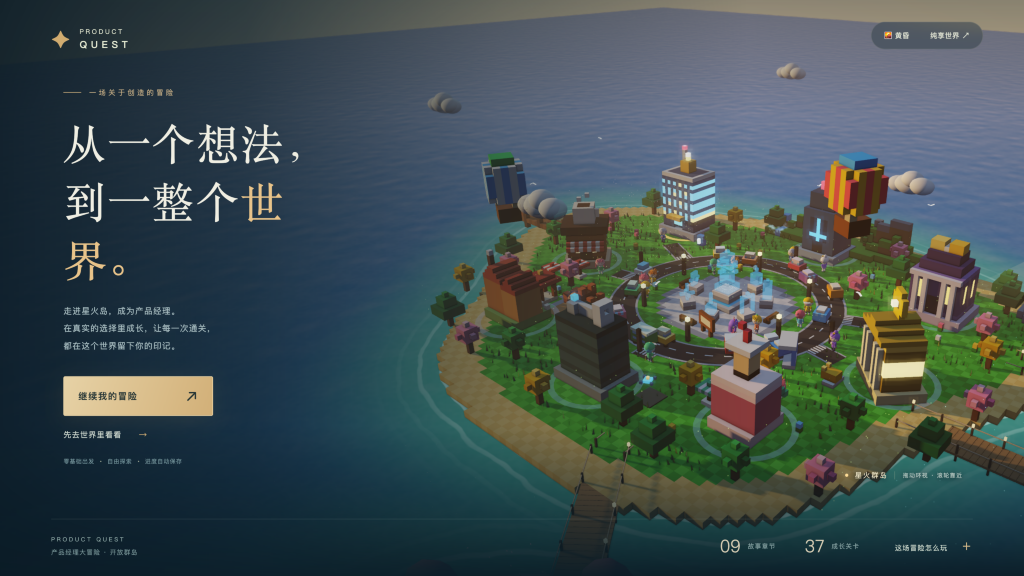 PRODUCT
QUEST
黄昏
纯享世界 ↗
一场关于创造的冒险
从一个想法，
到一整个世
界。
走进星火岛，成为产品经理。
在真实的选择里成长，让每一次通关，
都在这个世界留下你的印记。
继续我的冒险 ↗
先去世界里看看 →
零基础出发 · 自由探索 · 进度自动保存
星火群岛 拖动环视 · 滚轮靠近
PRODUCT QUEST
产品经理大冒险 · 开放群岛
09 故事章节
37 成长关卡
这场冒险怎么玩 +